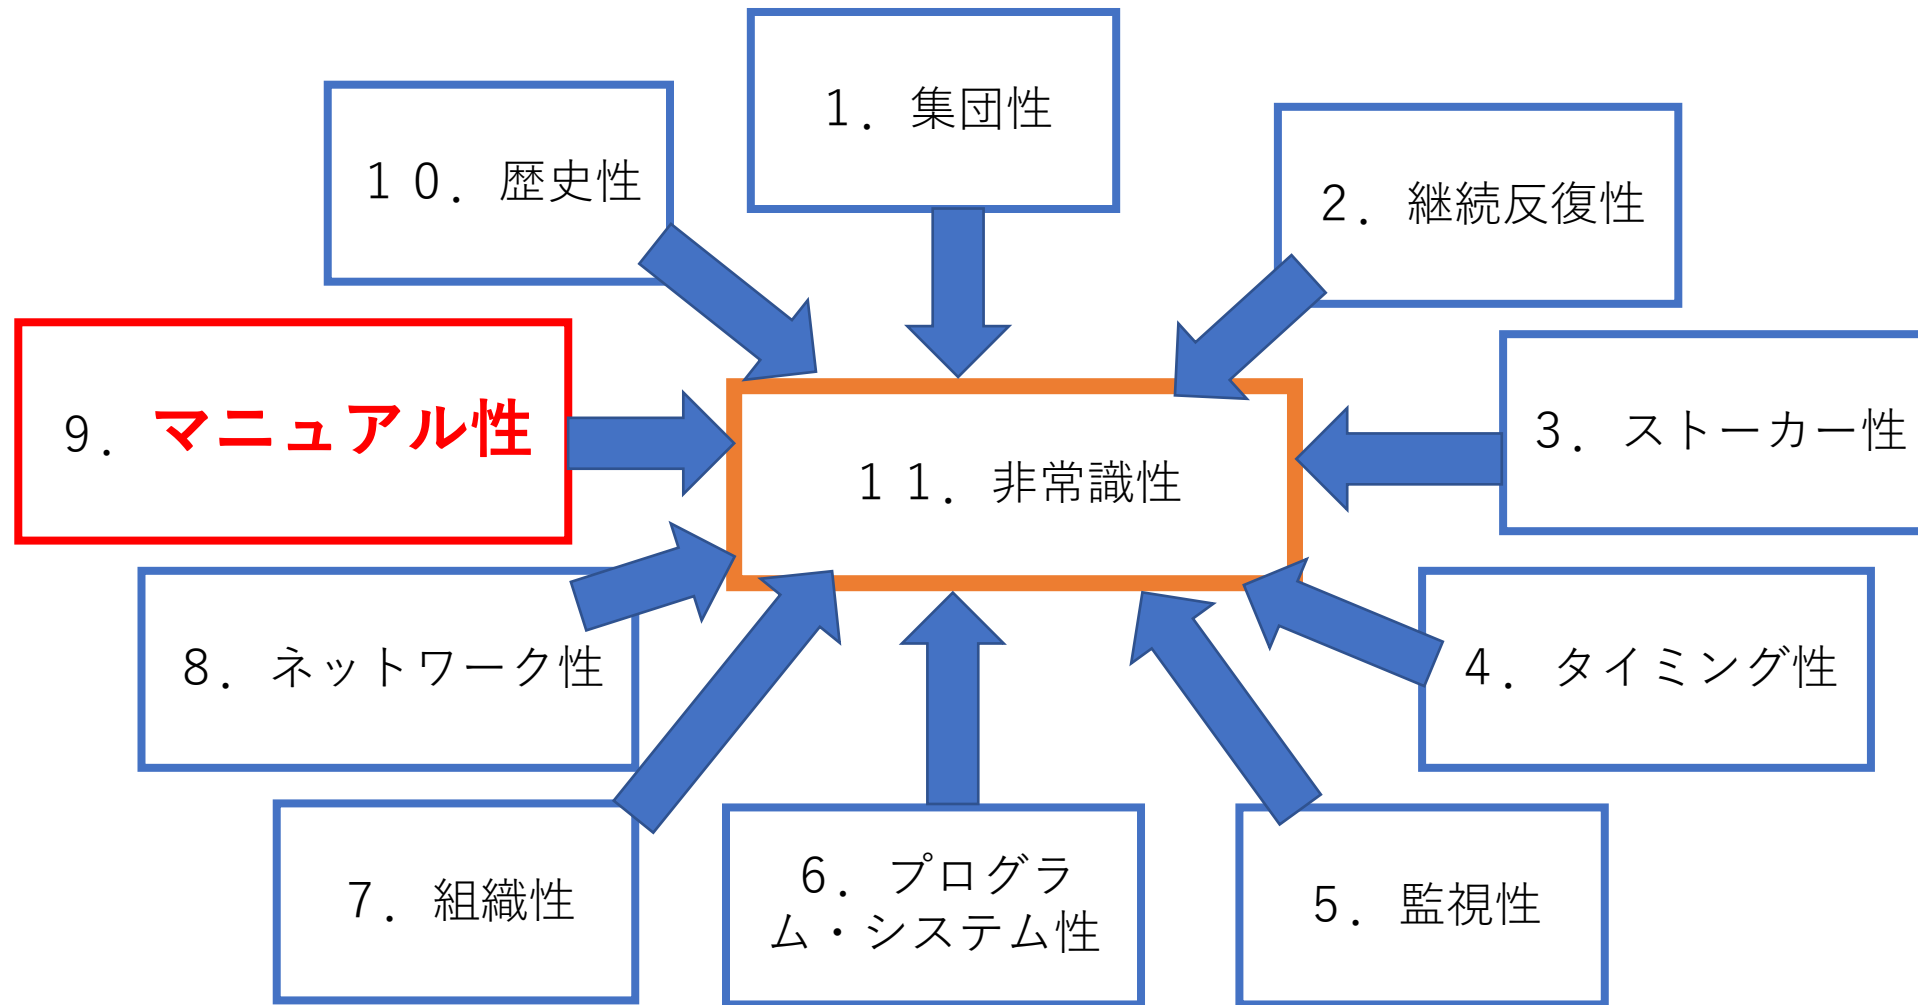 １．集団性
２．継続反復性
３．ストーカー性
４．タイミング性
５．監視性
６．プログラ
ム・システム性
７．組織性
８．ネットワーク性
９．マニュアル性
１０．歴史性
１１．非常識性